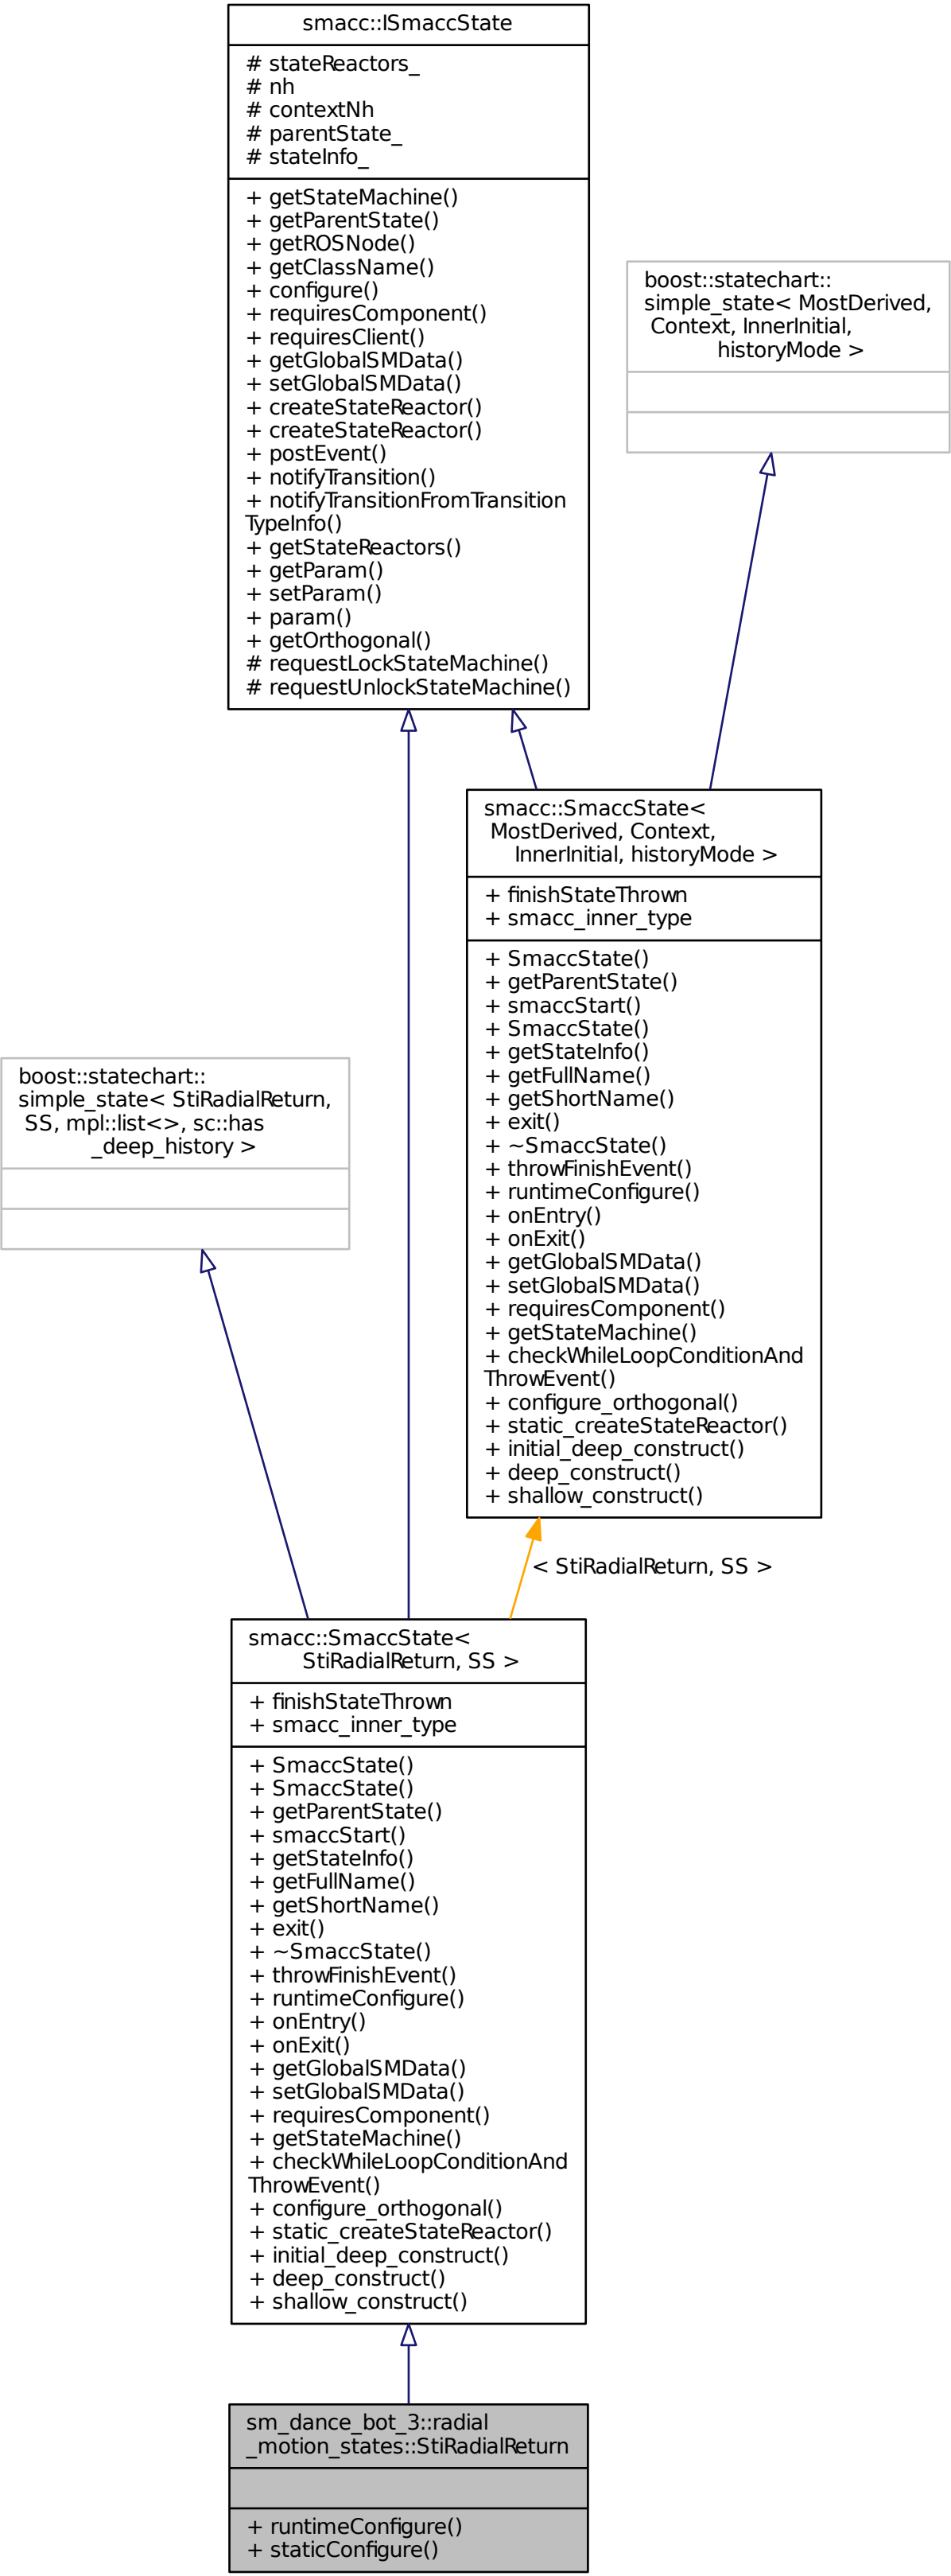 smacc::ISmaccState
# stateReactors_
# nh
# contextNh
# parentState_
# stateInfo_
+ getStateMachine()
+ getParentState()
+ getROSNode()
+ getClassName()
+ configure()
+ requiresComponent()
+ requiresClient()
+ getGlobalSMData()
+ setGlobalSMData()
+ createStateReactor()
+ createStateReactor()
+ postEvent()
+ notifyTransition()
+ notifyTransitionFromTransition
TypeInfo()
+ getStateReactors()
+ getParam()
+ setParam()
+ param()
+ getOrthogonal()
# requestLockStateMachine()
# requestUnlockStateMachine()
boost::statechart::
simple_state< MostDerived,
Context, InnerInitial,
historyMode >
smacc::SmaccState<
MostDerived, Context,
InnerInitial, historyMode >
+ finishStateThrown
+ smacc_inner_type
+ SmaccState()
+ getParentState()
+ smaccStart()
+ SmaccState()
+ getStateInfo()
+ getFullName()
+ getShortName()
+ exit()
+ ~SmaccState()
+ throwFinishEvent()
+ runtimeConfigure()
+ onEntry()
+ onExit()
+ getGlobalSMData()
+ setGlobalSMData()
+ requiresComponent()
+ getStateMachine()
+ checkWhileLoopConditionAnd
ThrowEvent()
+ configure_orthogonal()
+ static_createStateReactor()
+ initial_deep_construct()
+ deep_construct()
+ shallow_construct()
boost::statechart::
simple_state< StiRadialReturn,
SS, mpl::list<>, sc::has
_deep_history >
< StiRadialReturn, SS >
smacc::SmaccState<
StiRadialReturn, SS >
+ finishStateThrown
+ smacc_inner_type
+ SmaccState()
+ SmaccState()
+ getParentState()
+ smaccStart()
+ getStateInfo()
+ getFullName()
+ getShortName()
+ exit()
+ ~SmaccState()
+ throwFinishEvent()
+ runtimeConfigure()
+ onEntry()
+ onExit()
+ getGlobalSMData()
+ setGlobalSMData()
+ requiresComponent()
+ getStateMachine()
+ checkWhileLoopConditionAnd
ThrowEvent()
+ configure_orthogonal()
+ static_createStateReactor()
+ initial_deep_construct()
+ deep_construct()
+ shallow_construct()
sm_dance_bot_3::radial
_motion_states::StiRadialReturn
+ runtimeConfigure()
+ staticConfigure()